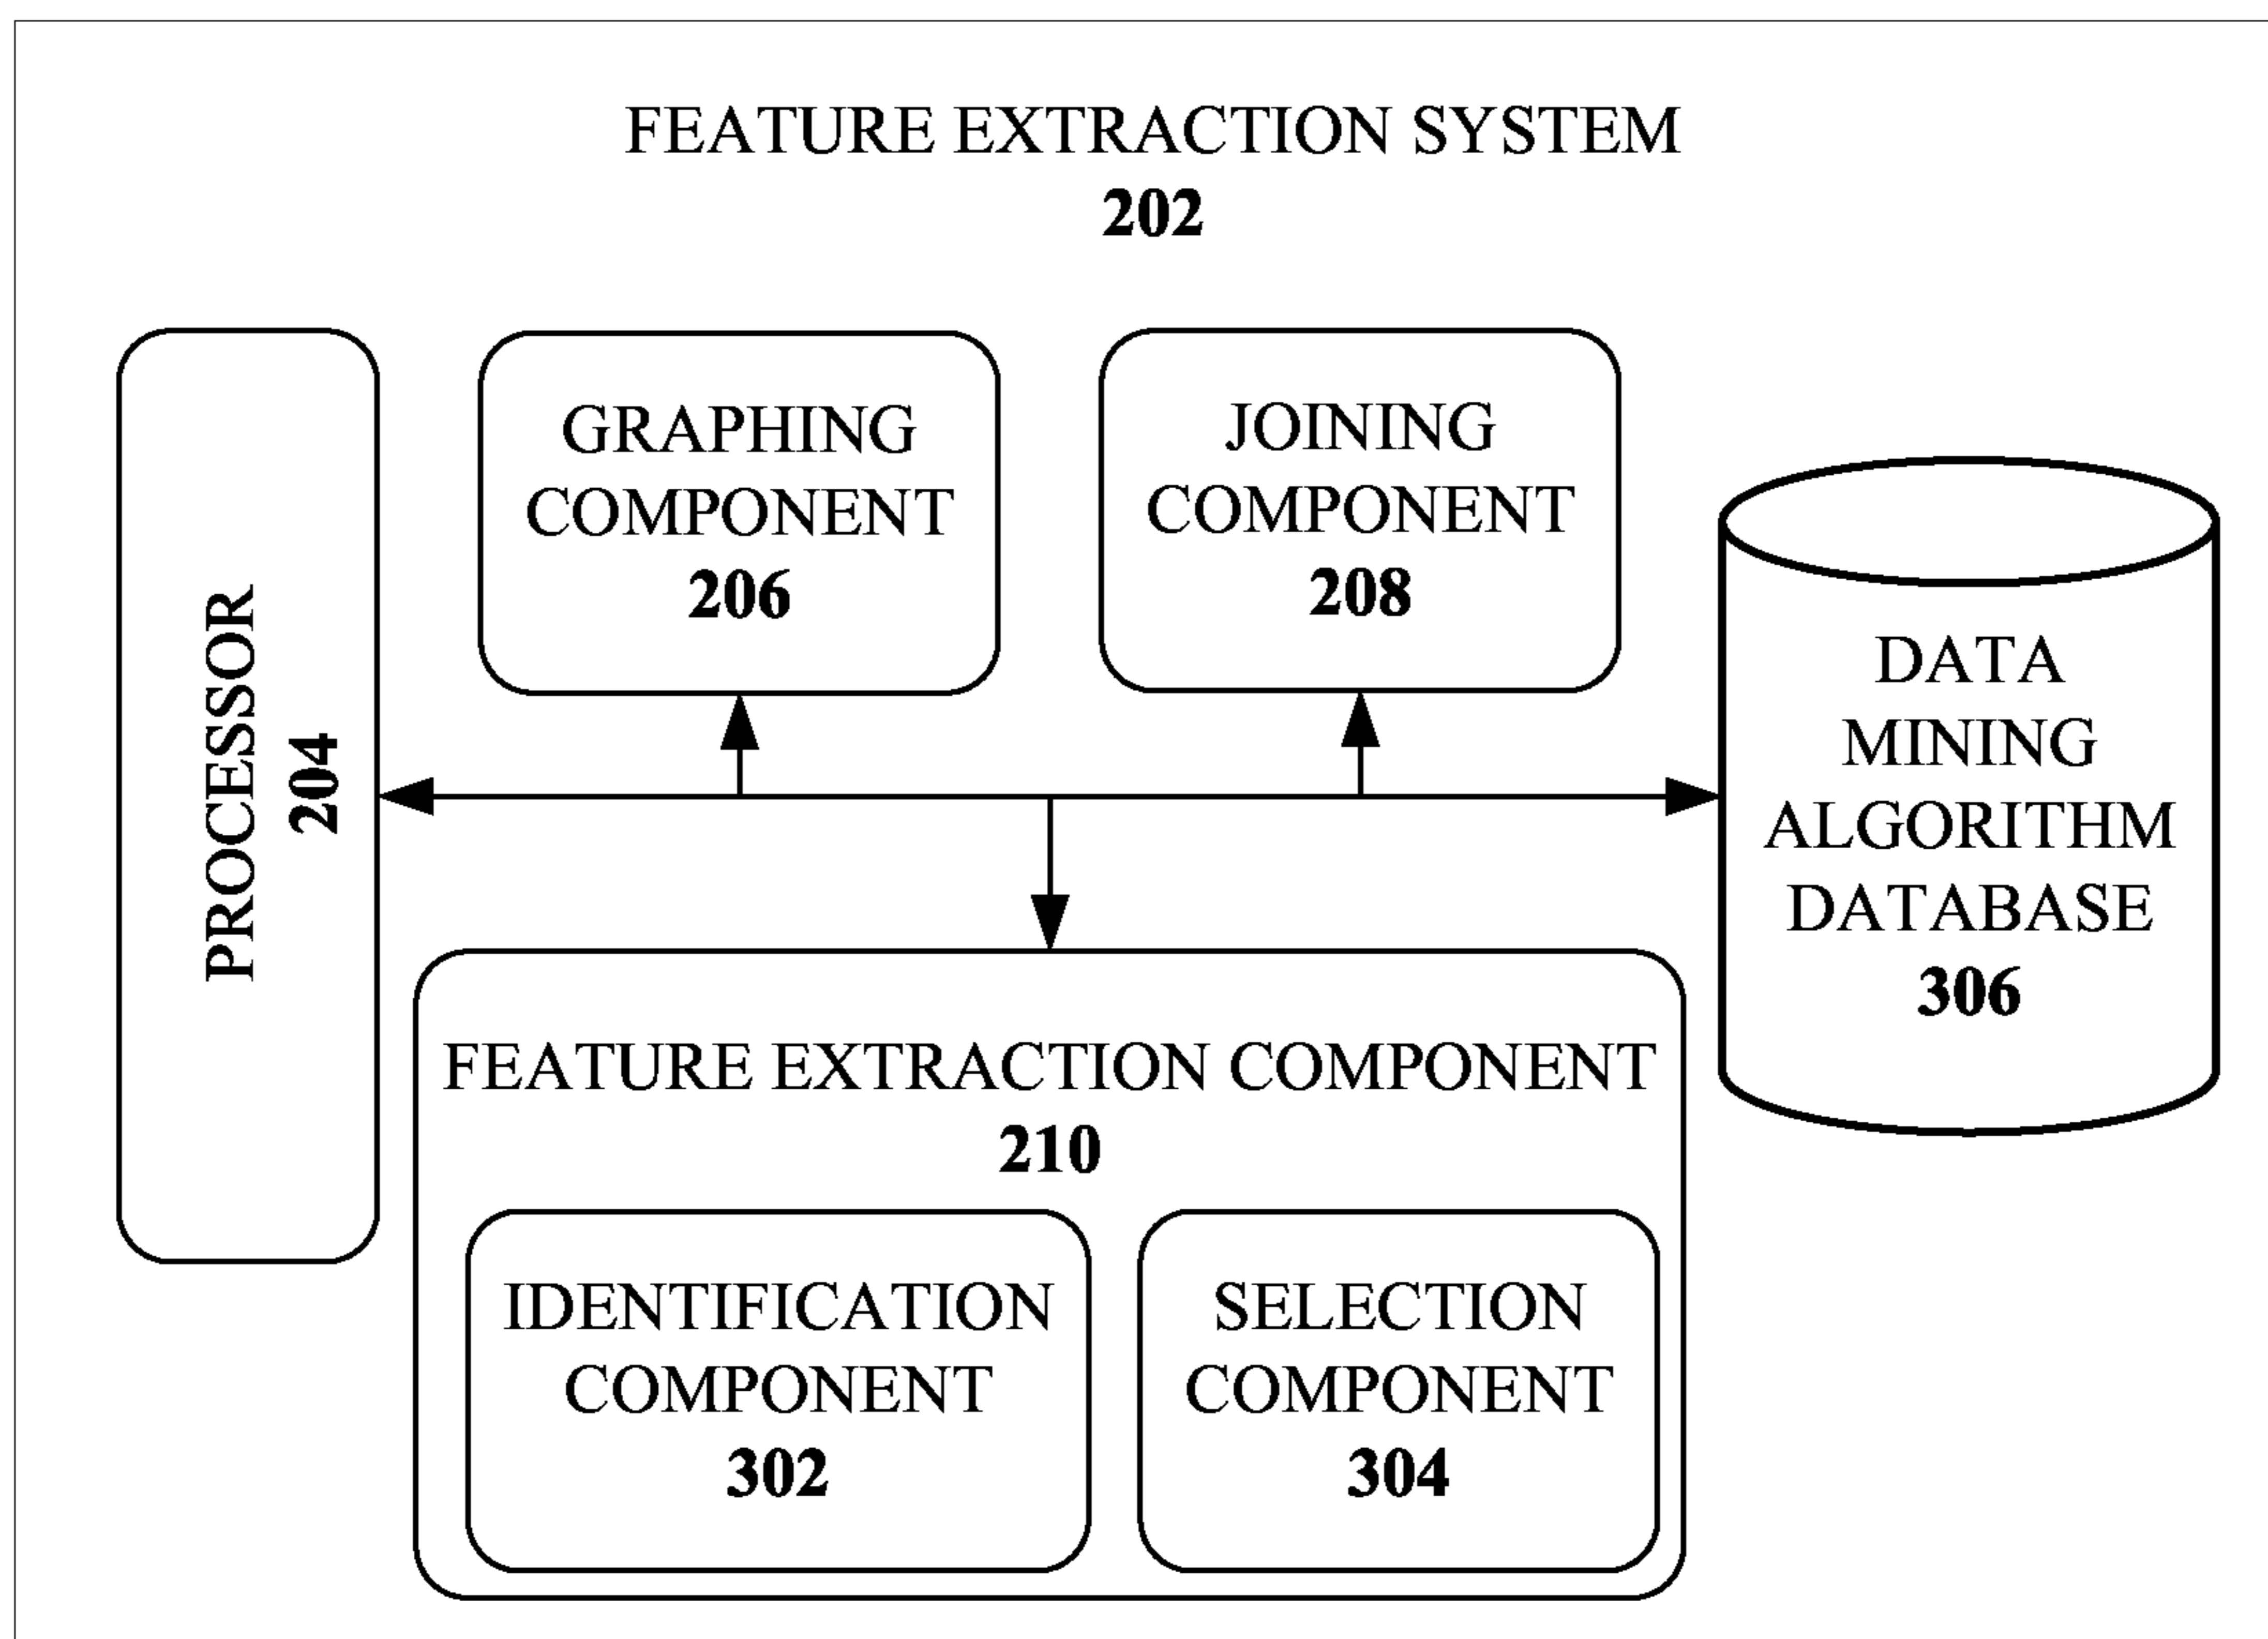 FEATURE EXTRACTION SYSTEM
202
PROCESSOR
204
GRAPHING
COMPONENT
206
JOINING
COMPONENT
208
DATA
MINING
ALGORITHM
DATABASE
306
FEATURE EXTRACTION COMPONENT
210
IDENTIFICATION
COMPONENT
302
SELECTION
COMPONENT
304